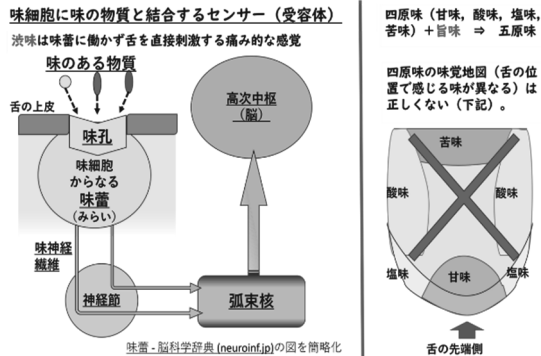 味細胞に味の物質と結合するセンサー（受容体）
渋味は味蕾に働かず舌を直接刺激する痛み的な感覚
味のある物質
舌の上皮
味孔
味細胞
からなる
味蕾
（みらい）
味神経
繊維
神経節
高次中枢
（脳）
孤束核
味蕾 - 脳科学辞典 (neuroinf.jp)の図を簡略化
四原味（甘味，酸味，塩味，
苦味）＋旨味 ⇒ 五原味
四原味の味覚地図（舌の位
置で感じる味が異なる）は
正しくない（下記）。
苦味
酸味
酸味
塩味
甘味
塩味
舌の先端側